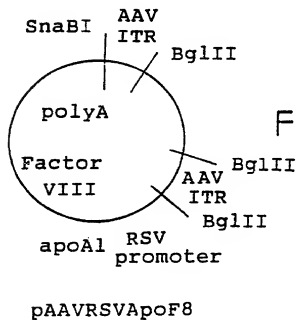 SnaBI
AAV
ITR
BglII
polyA
F
BglII
Factor
VIII
AAV
ITR
BglII
apoAl
RSV
promoter
pAAVRSVApoF8